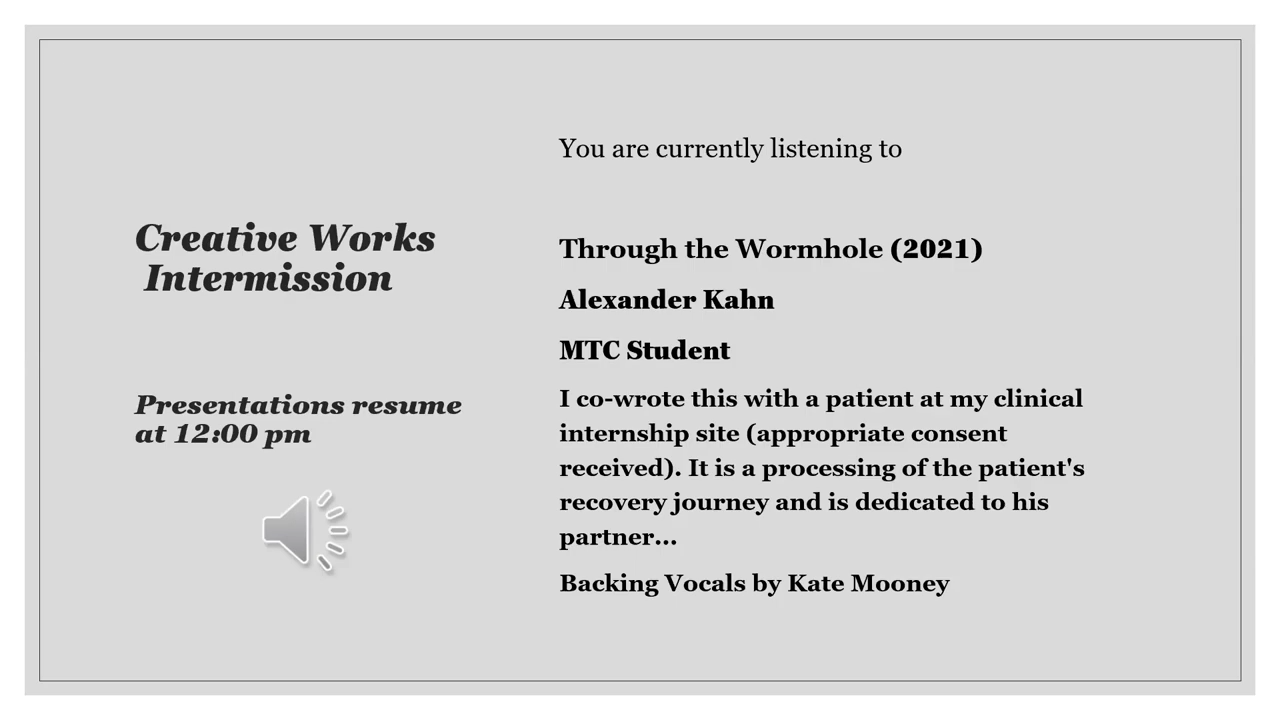 Creative Works
Intermission
Presentations resume
at 12:00 pm
You are currently listening to
Through the Wormhole (2021)
Alexander Kahn
MTC Student
I co-wrote this with a patient at my clinical
internship site (appropriate consent
received). It is a processing of the patient's
recovery journey and is dedicated to his
partner...
Backing Vocals by Kate Mooney